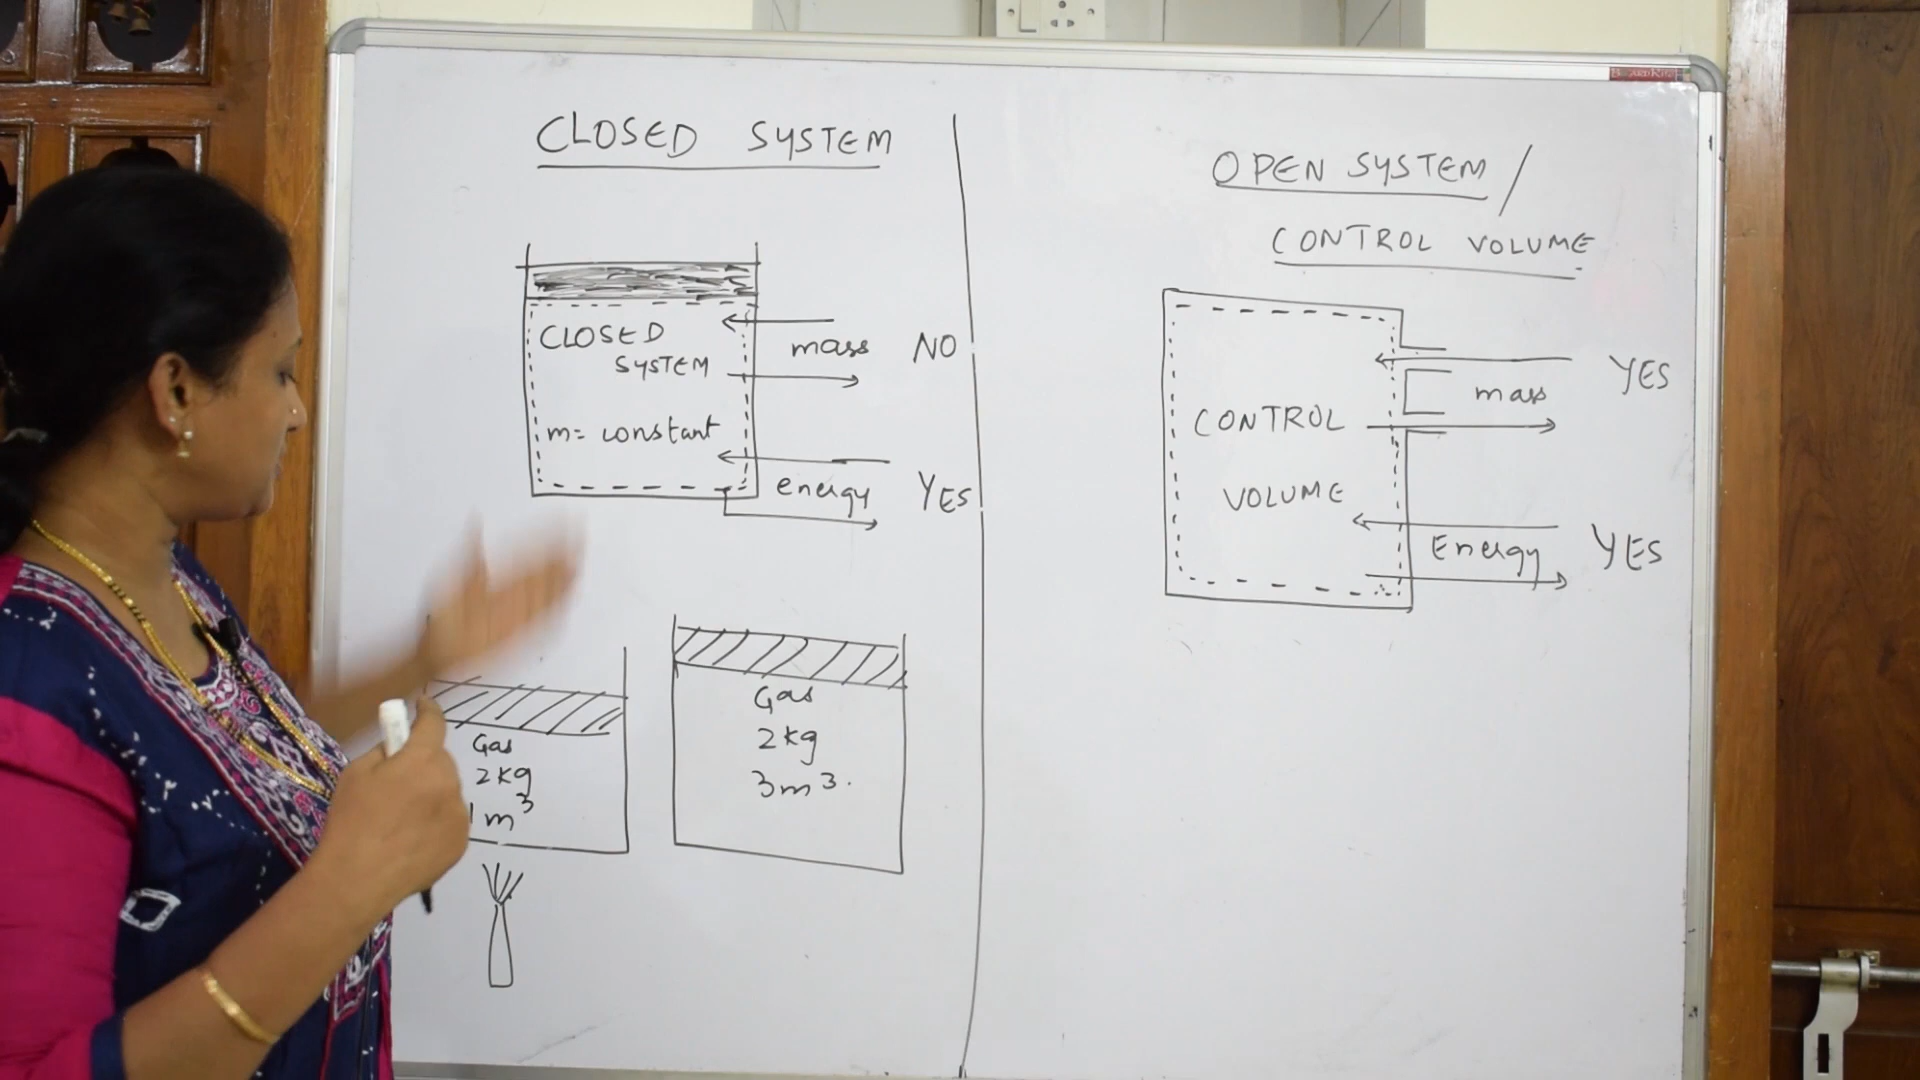 CLOSED SYSTEM
CLOSED
SYSTEM
m = constant
mass NO
energy YES
Gas
2kg
1m³
Gas
2kg
3m³.
OPEN SYSTEM /
CONTROL VOLUME
CONTROL
VOLUME
mass YES
Energy YES